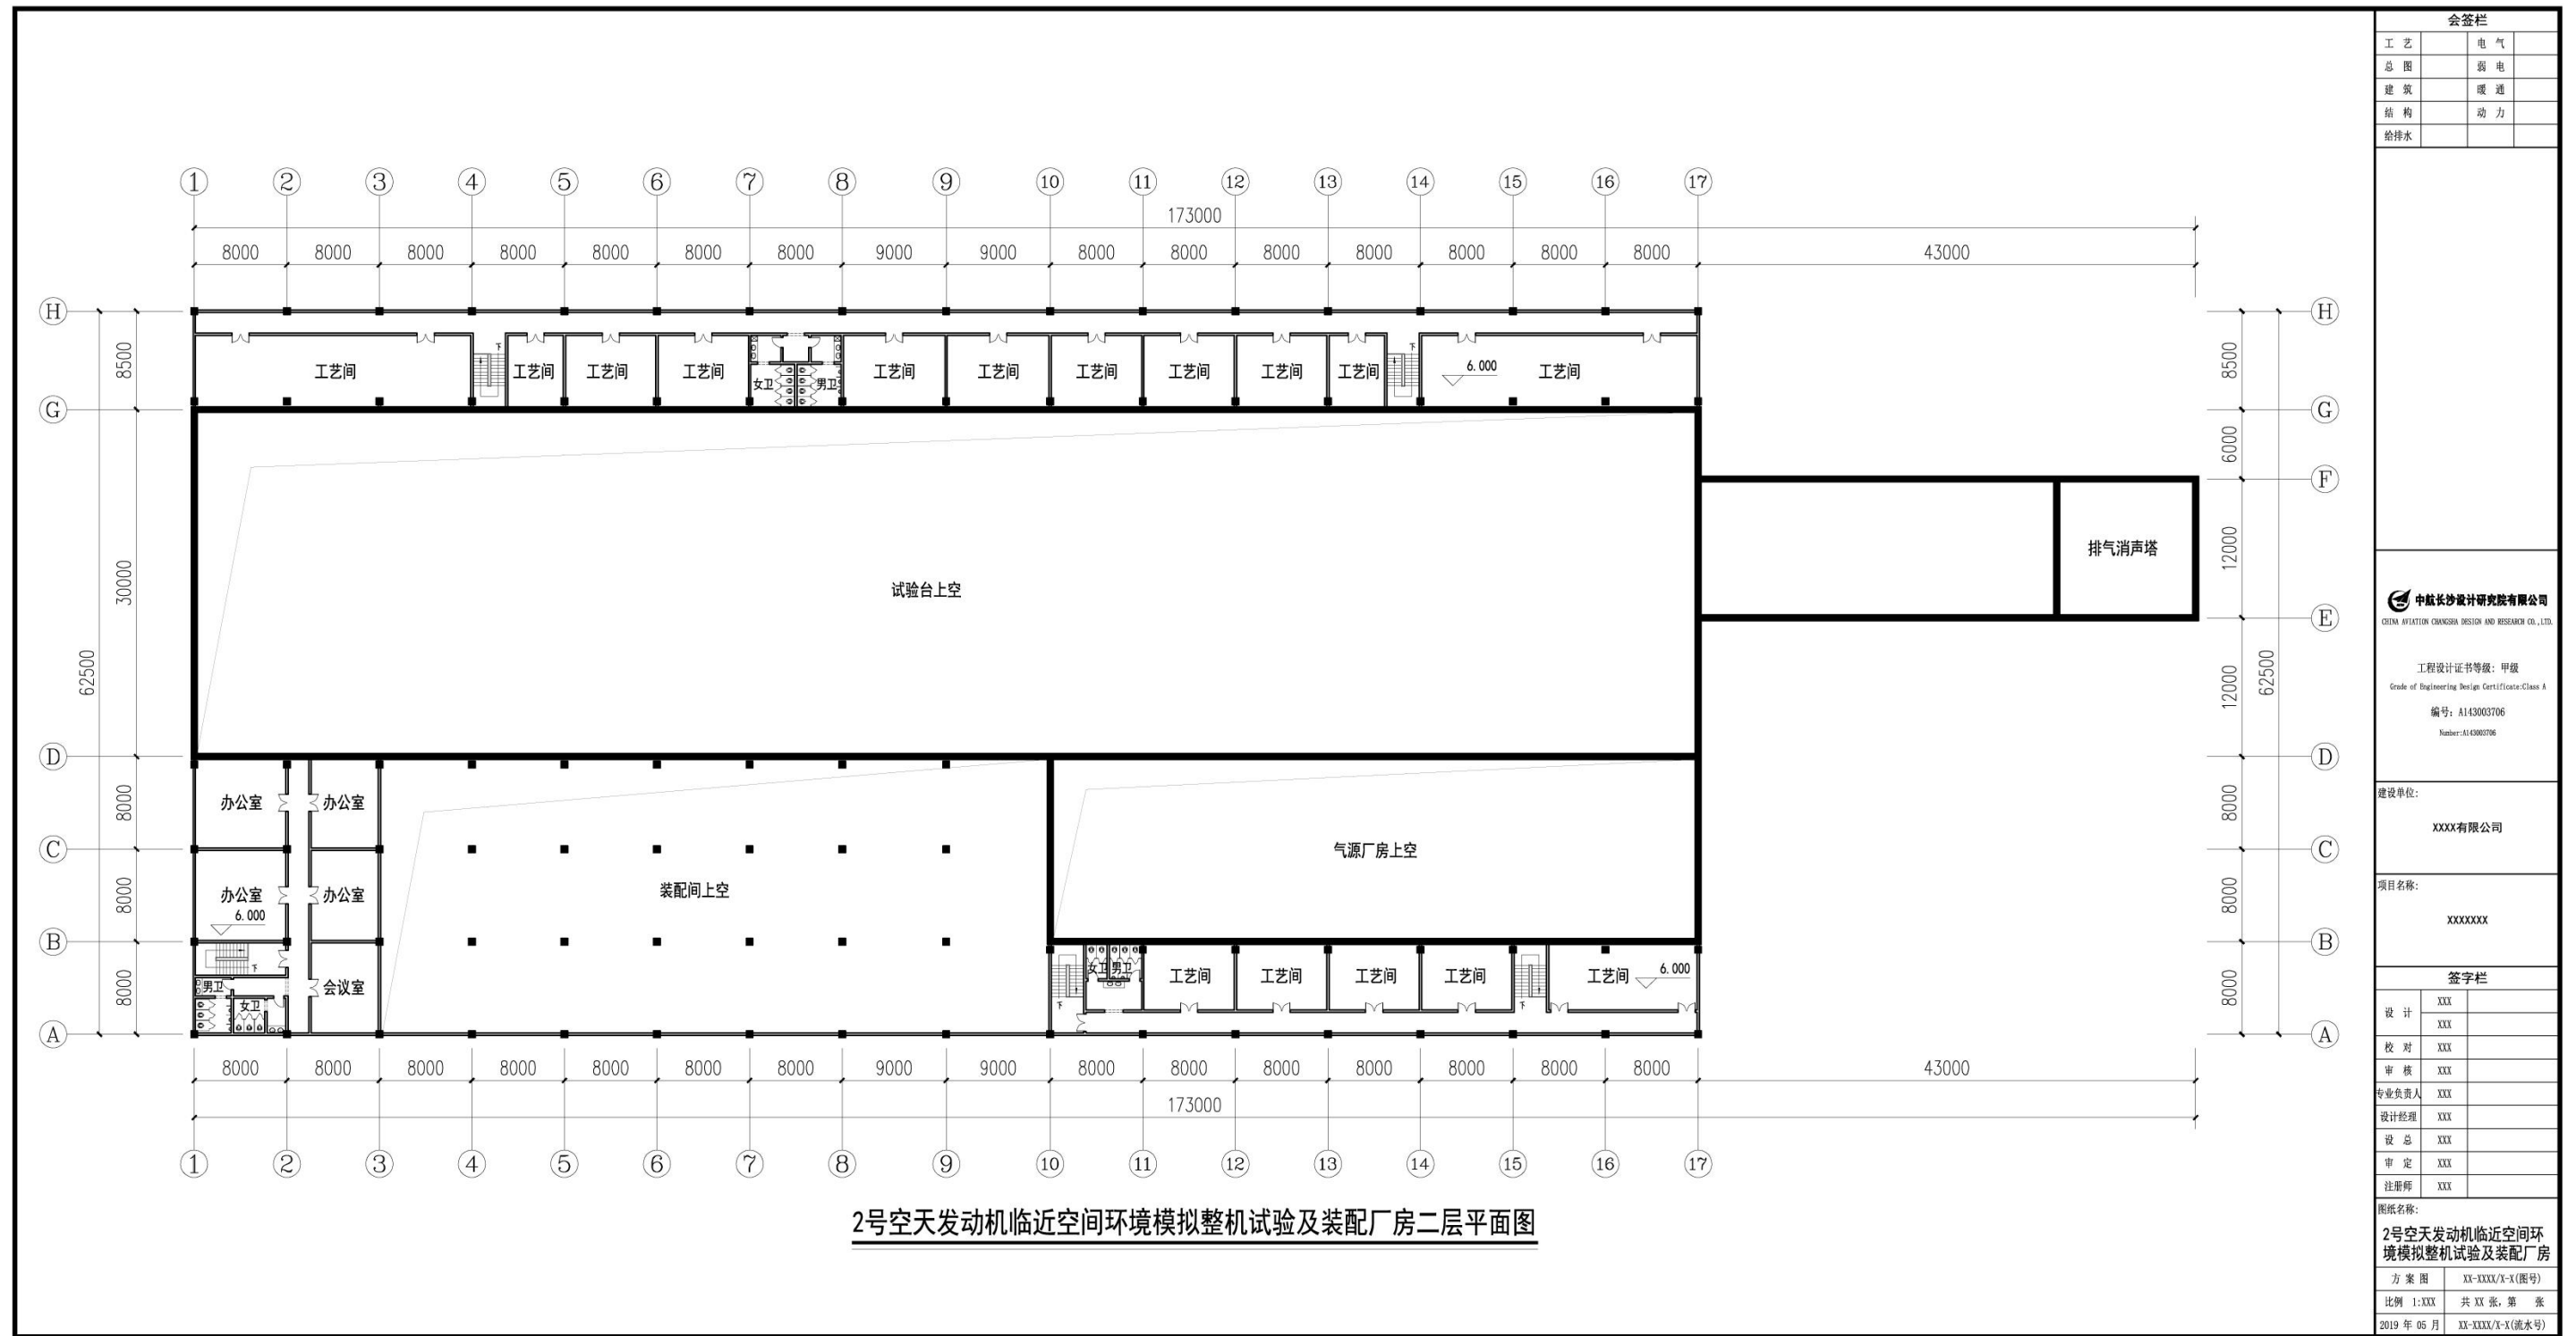 会签栏
工 艺 电 气
总 图 弱 电
建 筑 暖 通
结 构 动 力
给排水
1 2 3 4 5 6 7 8 9 10 11 12 13 14 15 16 17
173000
8000 8000 8000 8000 8000 8000 8000 9000 9000 8000 8000 8000 8000 8000 8000 8000 43000
H H
下 下
8500 工艺间 工艺间 工艺间 工艺间 女卫 男卫 工艺间 工艺间 工艺间 工艺间 工艺间 工艺间 6.000 工艺间 8500
G G
6000
F F
30000 试验台上空 12000 排气消声塔
E E
62500 12000 62500
D D
8000 办公室 办公室 8000
C 气源厂房上空 C
8000 办公室 办公室 装配间上空 8000
6.000
B B
下
8000 男卫 会议室 女卫 男卫 工艺间 工艺间 工艺间 工艺间 工艺间 6.000 8000
女卫 下 下
A A
8000 8000 8000 8000 8000 8000 8000 9000 9000 8000 8000 8000 8000 8000 8000 8000 43000
173000
1 2 3 4 5 6 7 8 9 10 11 12 13 14 15 16 17
2号空天发动机临近空间环境模拟整机试验及装配厂房二层平面图
中航长沙设计研究院有限公司
CHINA AVIATION CHANGSHA DESIGN AND RESEARCH CO.,LTD.
工程设计证书等级: 甲级
Grade of Engineering Design Certificate:Class A
编号: A143003706
Number:A143003706
建设单位:
XXXX有限公司
项目名称:
XXXXXXX
签字栏
设 计 XXX
XXX
校 对 XXX
审 核 XXX
专业负责人 XXX
设计经理 XXX
设 总 XXX
审 定 XXX
注册师 XXX
图纸名称:
2号空天发动机临近空间环
境模拟整机试验及装配厂房
方 案 图 XX-XXXX/X-X(图号)
比例 1:XXX 共 XX 张, 第 张
2019 年 05 月 XX-XXXX/X-X(流水号)